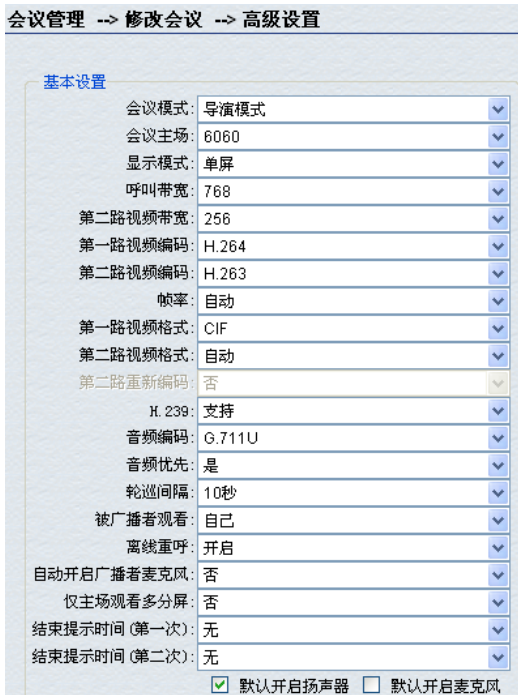 会议管理 --> 修改会议 --> 高级设置
基本设置
会议模式: 导演模式
会议主场: 6060
显示模式: 单屏
呼叫带宽: 768
第二路视频带宽: 256
第一路视频编码: H.264
第二路视频编码: H.263
帧率: 自动
第一路视频格式: CIF
第二路视频格式: 自动
第二路重新编码: 否
H.239: 支持
音频编码: G.711U
音频优先: 是
轮巡间隔: 10秒
被广播者观看: 自己
离线重呼: 开启
自动开启广播者麦克风: 否
仅主场观看多分屏: 否
结束提示时间(第一次): 无
结束提示时间(第二次): 无
默认开启扬声器 默认开启麦克风